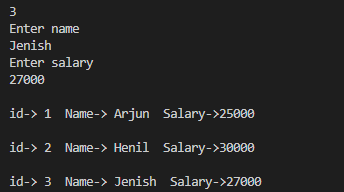 3
Enter name
Jenish
Enter salary
27000
id-> 1  Name-> Arjun  Salary->25000
id-> 2  Name-> Henil  Salary->30000
id-> 3  Name-> Jenish  Salary->27000